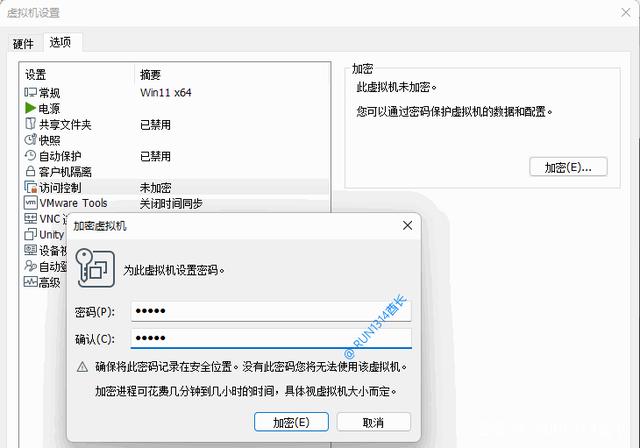 虚拟机设置
硬件
选项
设置
摘要
常规
Win11 x64
电源
共享文件夹
已禁用
快照
自动保护
已禁用
客户机隔离
访问控制
未加密
VMware Tools
关闭时间同步
VNC
Unity
设备视
自动登
高级
加密
此虚拟机未加密。
您可以通过密码保护虚拟机的数据和配置。
加密(E)...
加密虚拟机
为此虚拟机设置密码。
密码(P):
●●●●●
确认(C):
●●●●●
@RUN1314酋长
确保将此密码记录在安全位置。没有此密码您将无法使用该虚拟机。
加密进程可花费几分钟到几小时的时间，具体视虚拟机大小而定。
加密(E)
取消